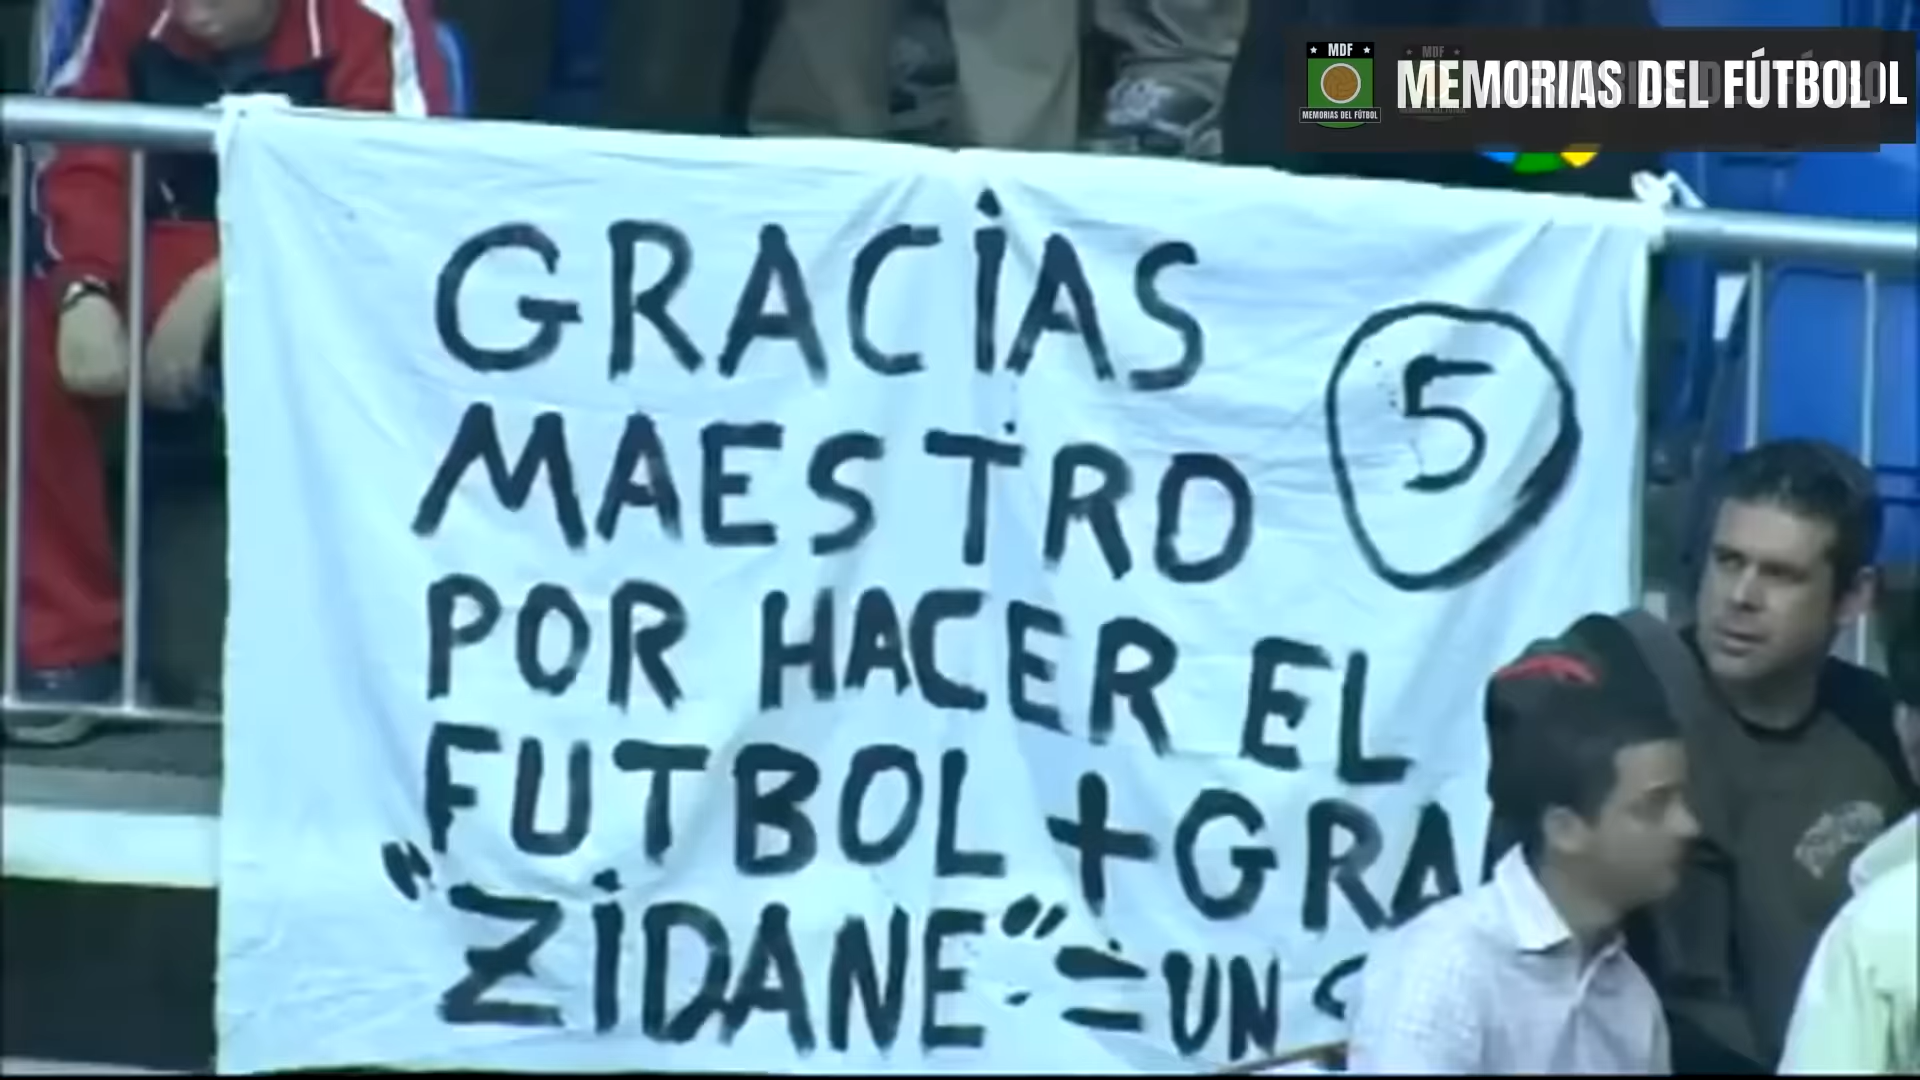 MDF
MEMORIAS DEL FÚTBOL
MEMORIAS DEL FÚTBOL
GRACIAS
5
MAESTRO
POR HACER EL
FUTBOL + GRA
"ZIDANE" = UN